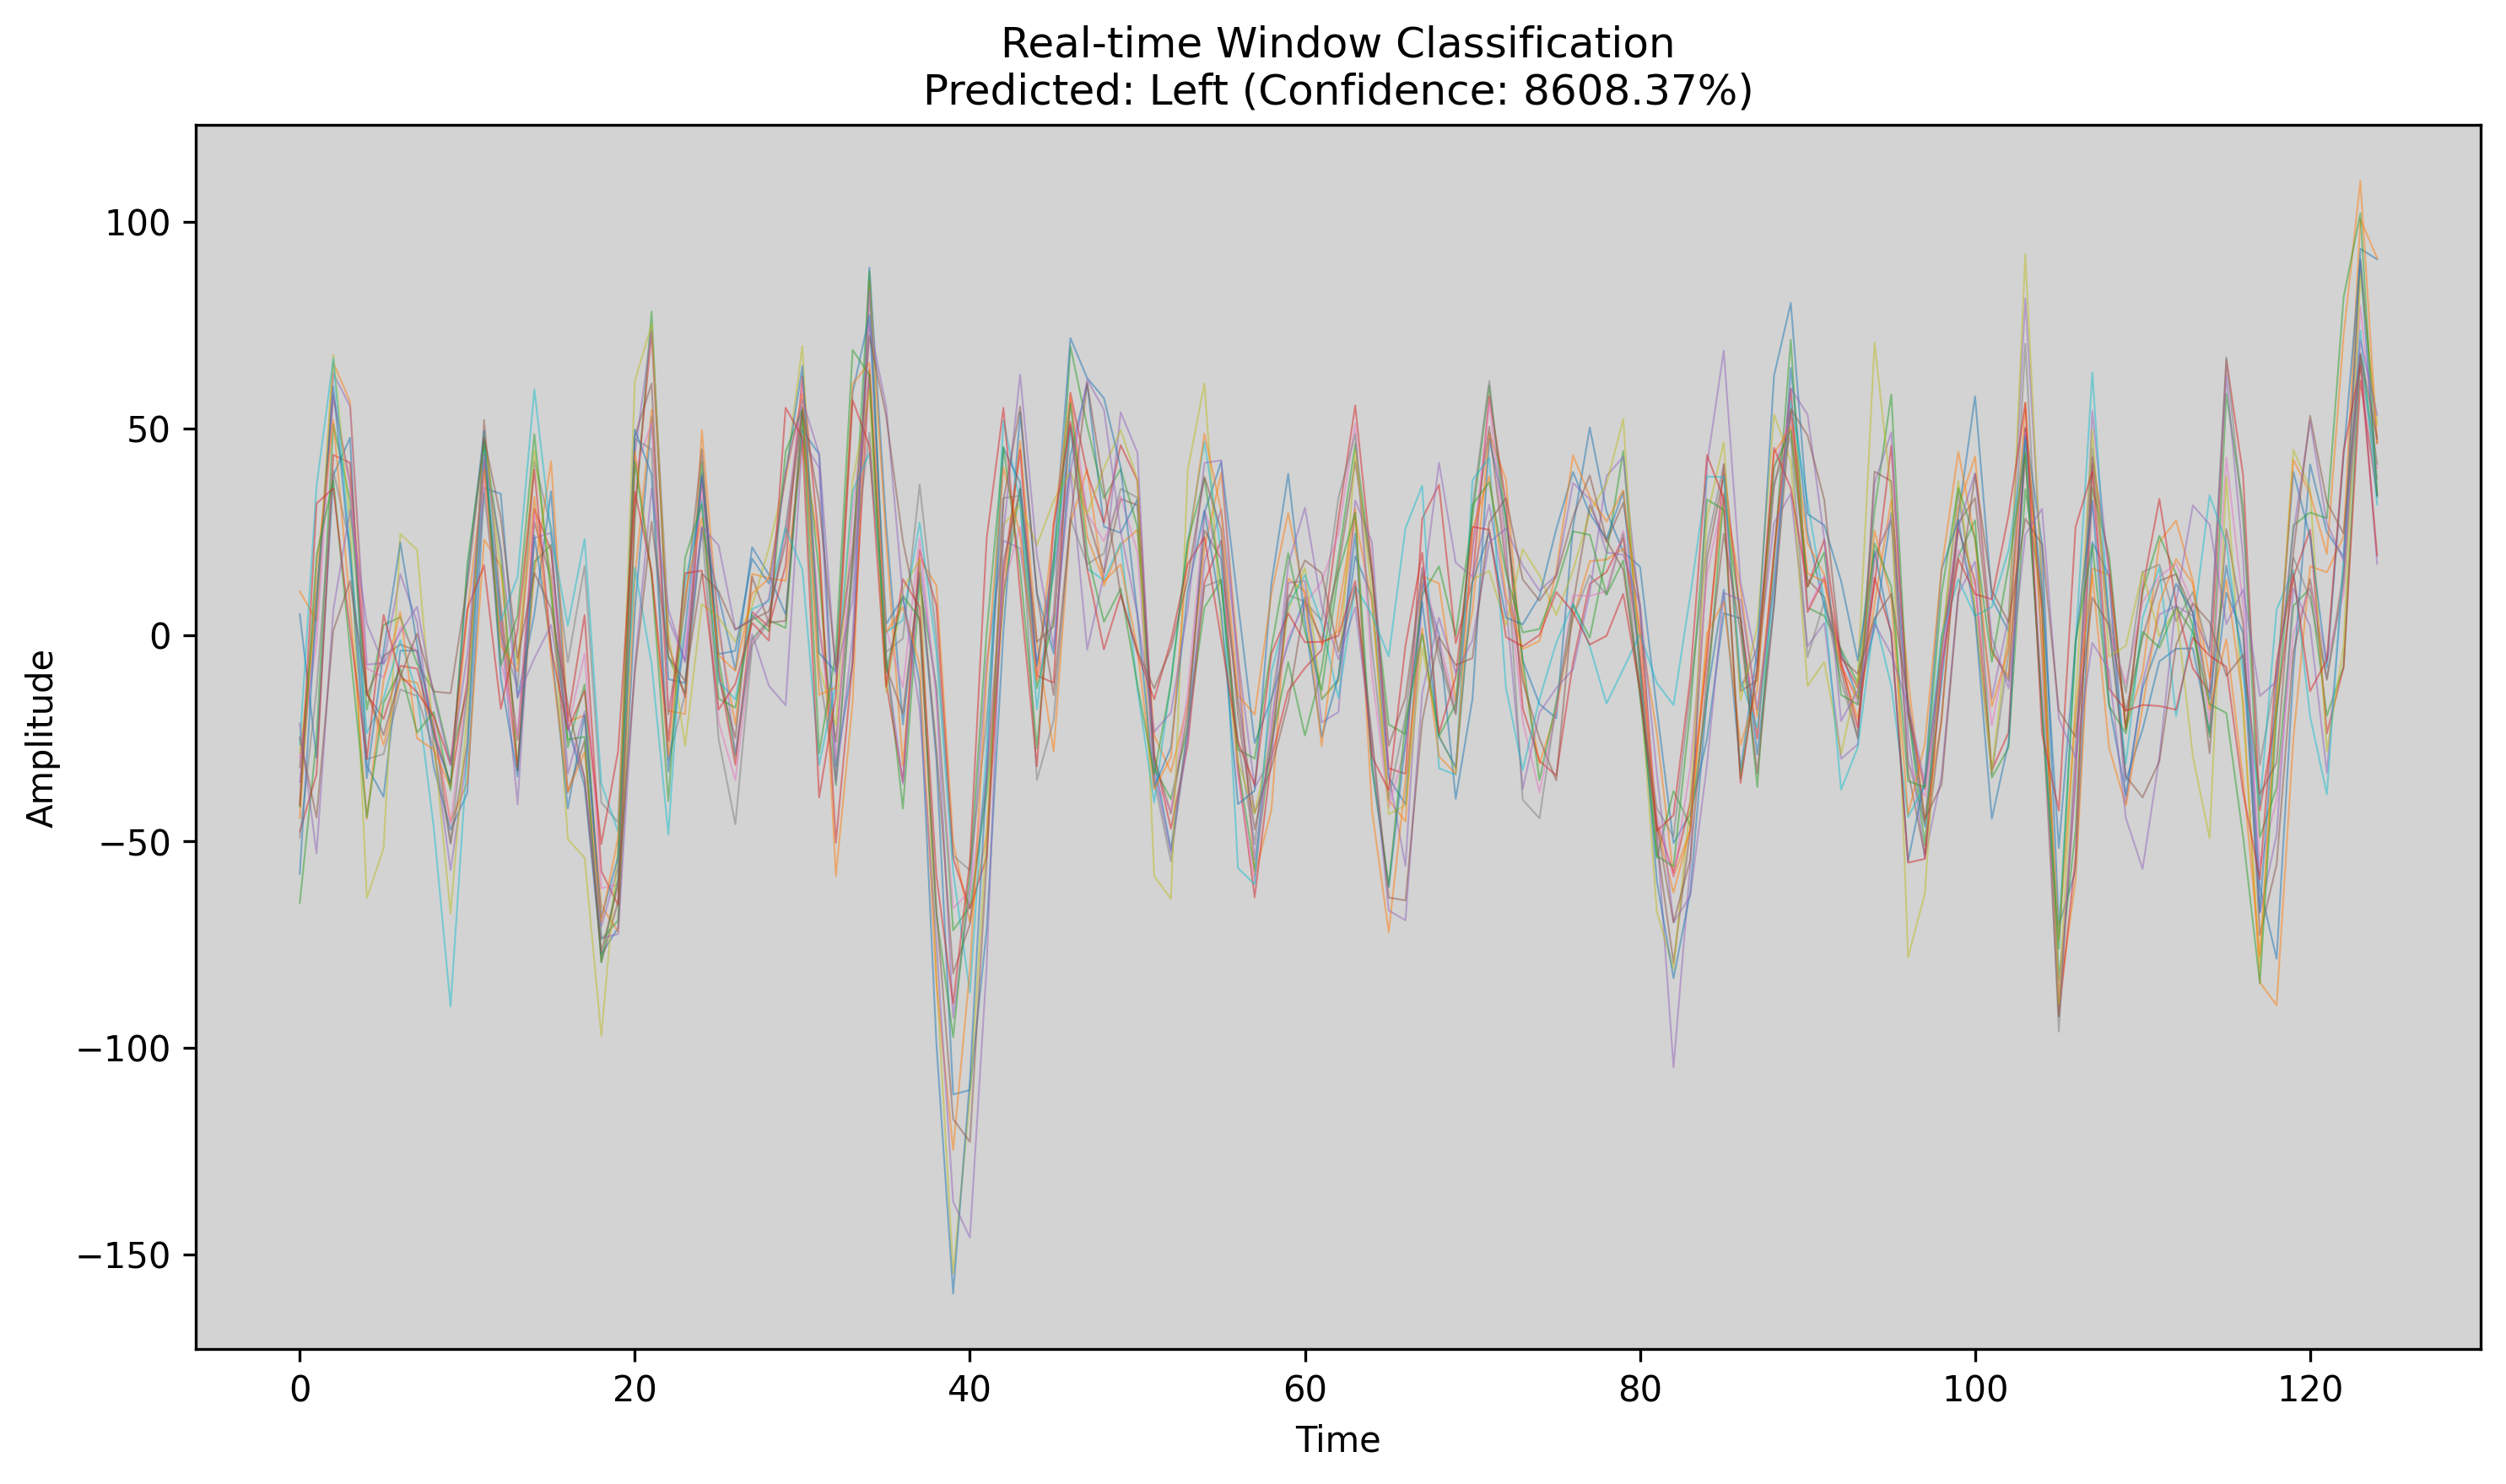 Real-time Window Classification
Predicted: Left (Confidence: 8608.37%)
Amplitude
100
50
0
−50
−100
−150
0 20 40 60 80 100 120
Time